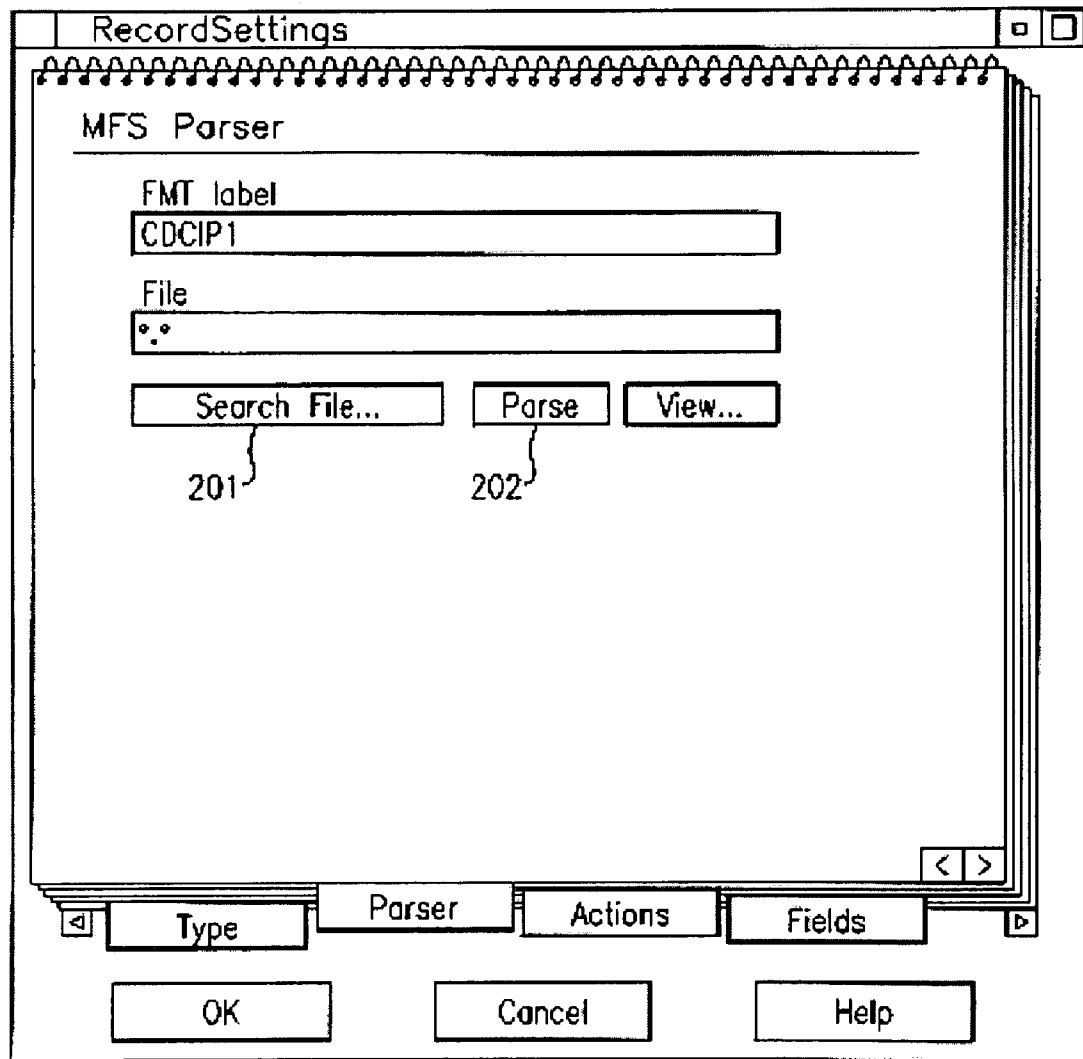 RecordSettings
MFS Parser
FMT label
CDCIP1
File
*.*
Search File... Parse View...
201 202
< >
Type Parser Actions Fields
OK Cancel Help